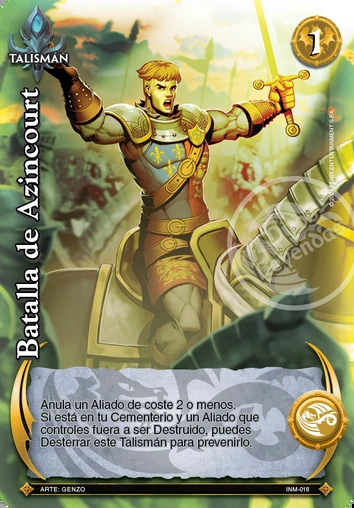 TALISMAN
1
Batalla de Azincourt
Anula un Aliado de coste 2 o menos.
Si está en tu Cementerio y un Aliado que
controles fuera a ser Destruido, puedes
Desterrar este Talismán para prevenirlo.
ARTE: GENZO
INM-018